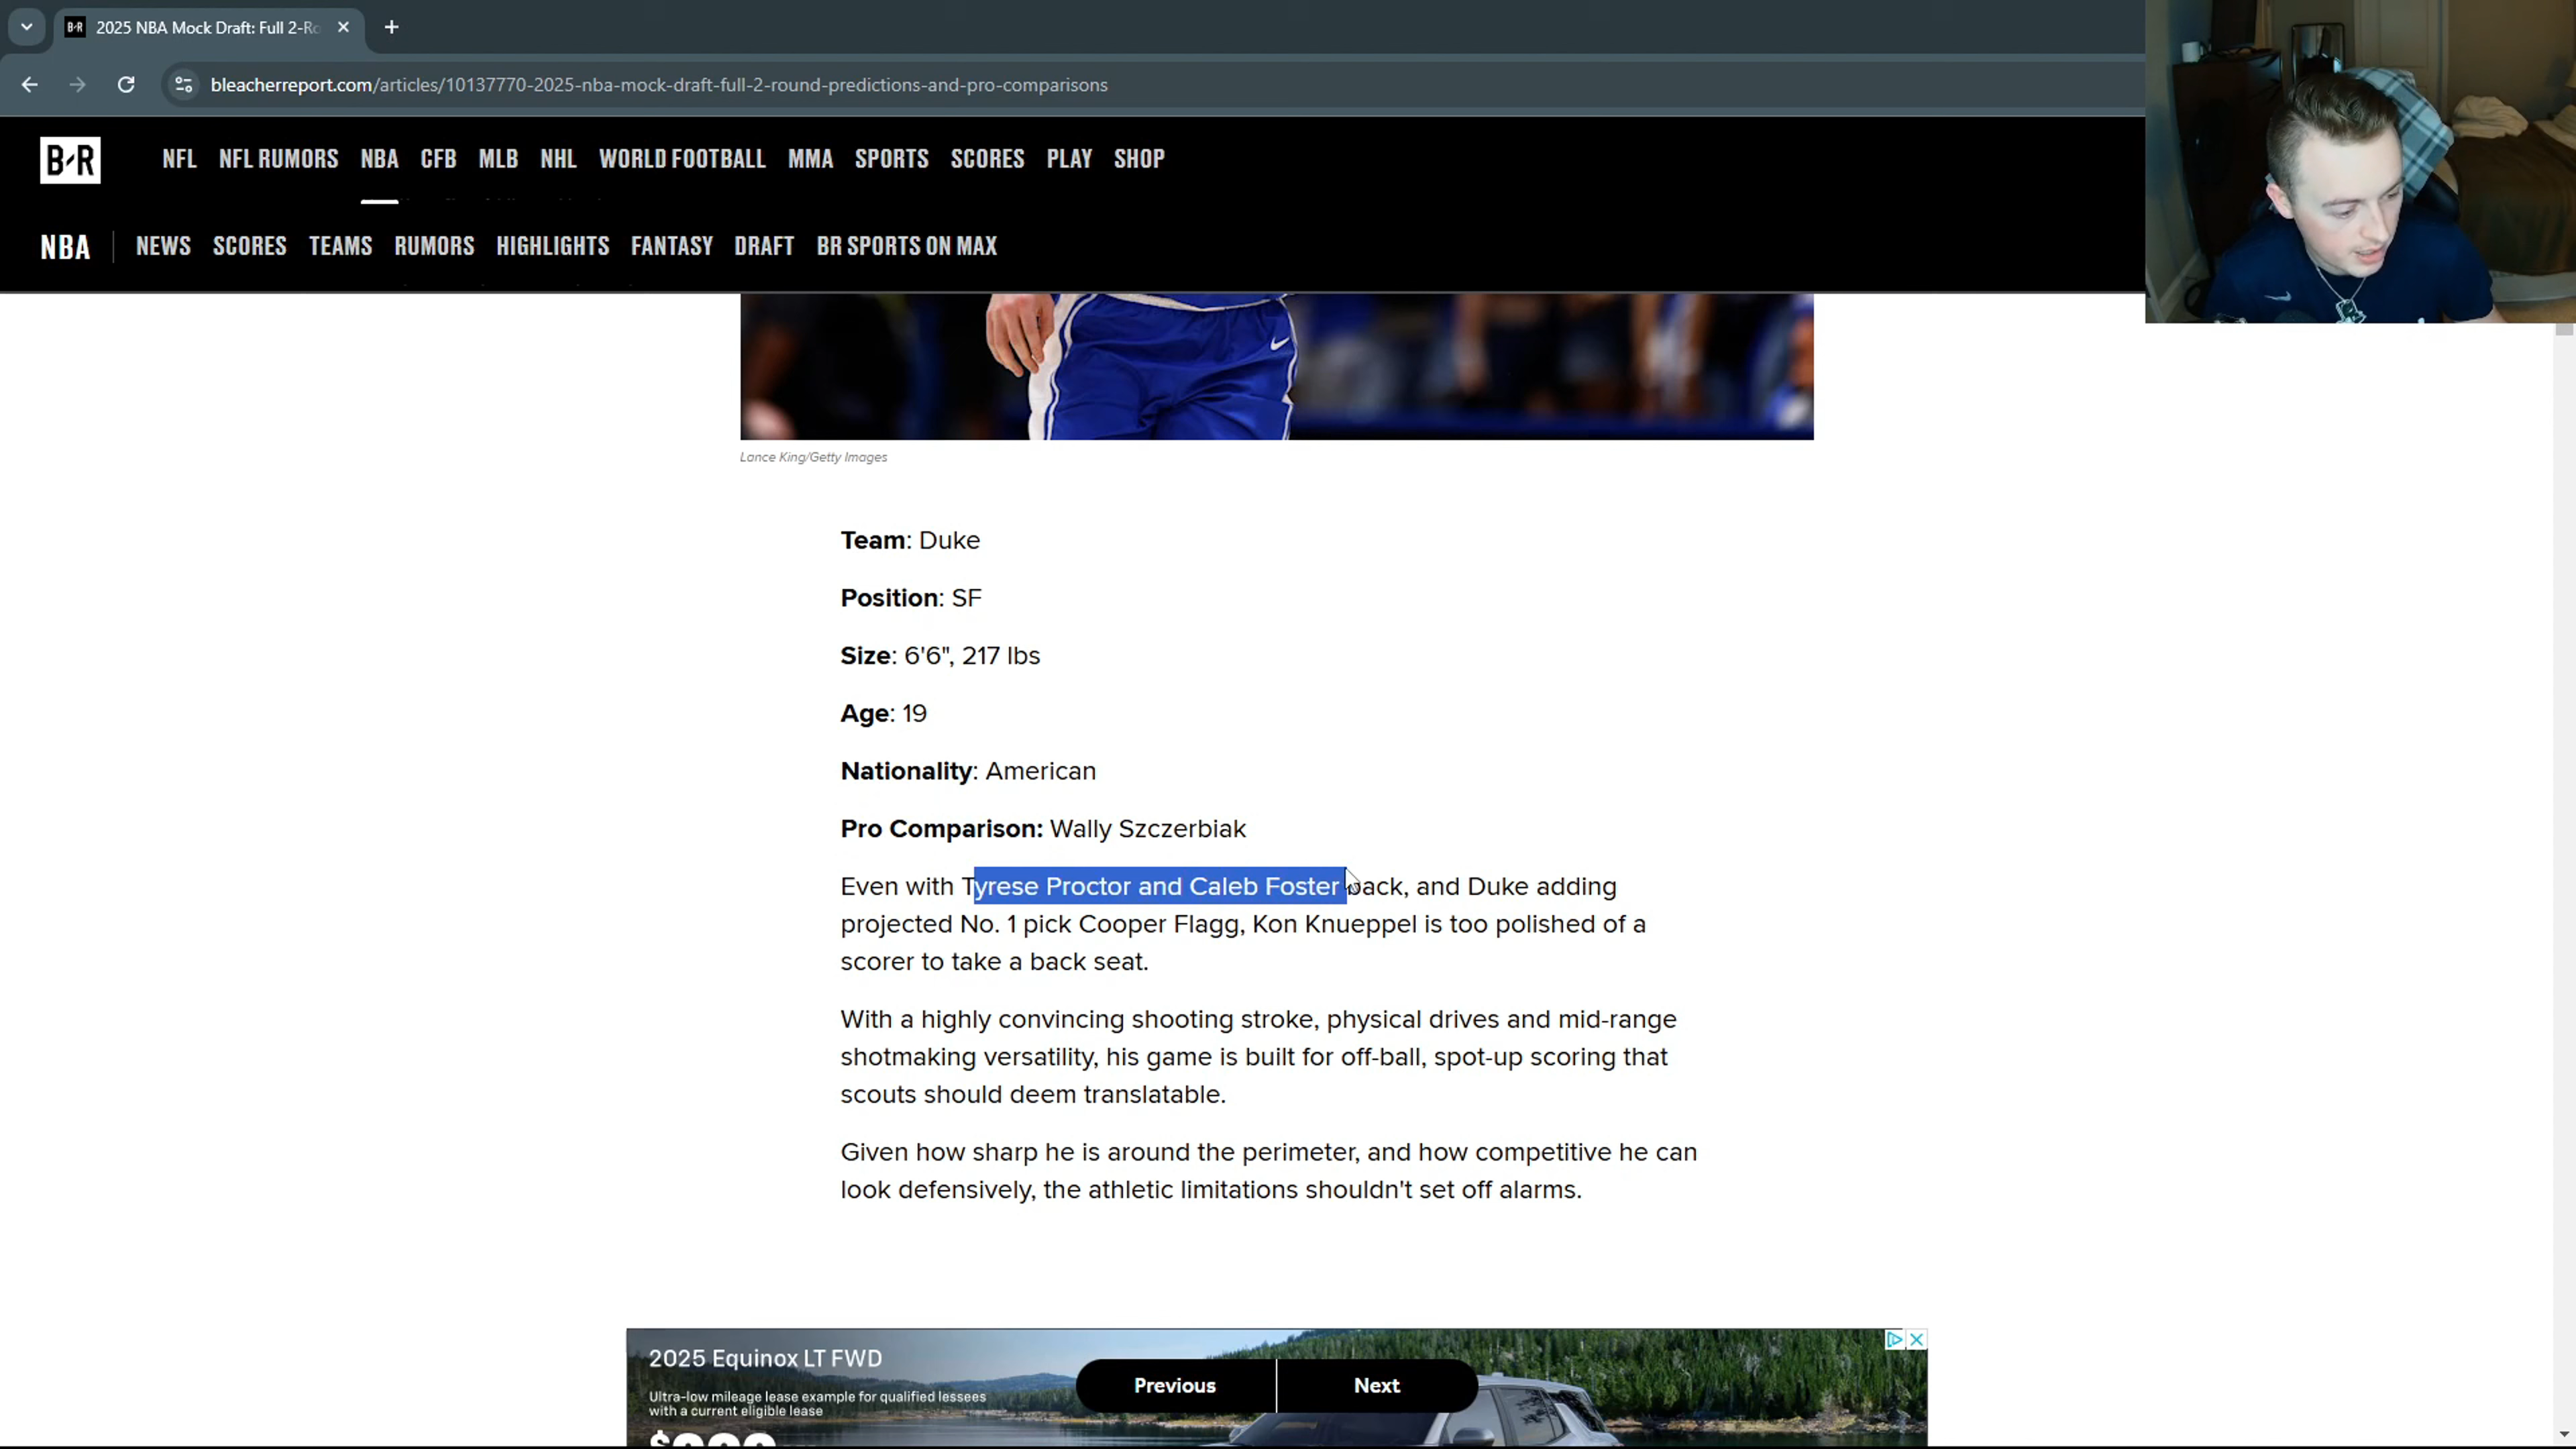 2025 NBA Mock Draft: Full 2-Ro
bleacherreport.com/articles/10137770-2025-nba-mock-draft-full-2-round-predictions-and-pro-comparisons
B/R NFL NFL RUMORS NBA CFB MLB NHL WORLD FOOTBALL MMA SPORTS SCORES PLAY SHOP
NBA NEWS SCORES TEAMS RUMORS HIGHLIGHTS FANTASY DRAFT BR SPORTS ON MAX
Lance King/Getty Images
Team: Duke
Position: SF
Size: 6'6", 217 lbs
Age: 19
Nationality: American
Pro Comparison: Wally Szczerbiak
Even with Tyrese Proctor and Caleb Foster back, and Duke adding
projected No. 1 pick Cooper Flagg, Kon Knueppel is too polished of a
scorer to take a back seat.
With a highly convincing shooting stroke, physical drives and mid-range
shotmaking versatility, his game is built for off-ball, spot-up scoring that
scouts should deem translatable.
Given how sharp he is around the perimeter, and how competitive he can
look defensively, the athletic limitations shouldn't set off alarms.
2025 Equinox LT FWD
Ultra-low mileage lease example for qualified lessees
with a current eligible lease
Previous Next